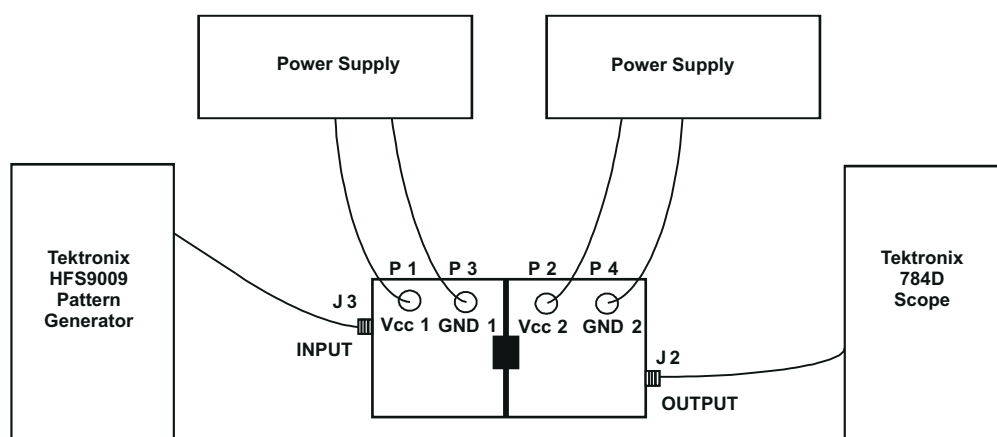 Power Supply
Power Supply
Tektronix
HFS9009
Pattern
Generator
Tektronix
784D
Scope
P 1
P 3
P 2
P 4
J 3
Vcc 1
GND 1
Vcc 2
GND 2
INPUT
J 2
OUTPUT